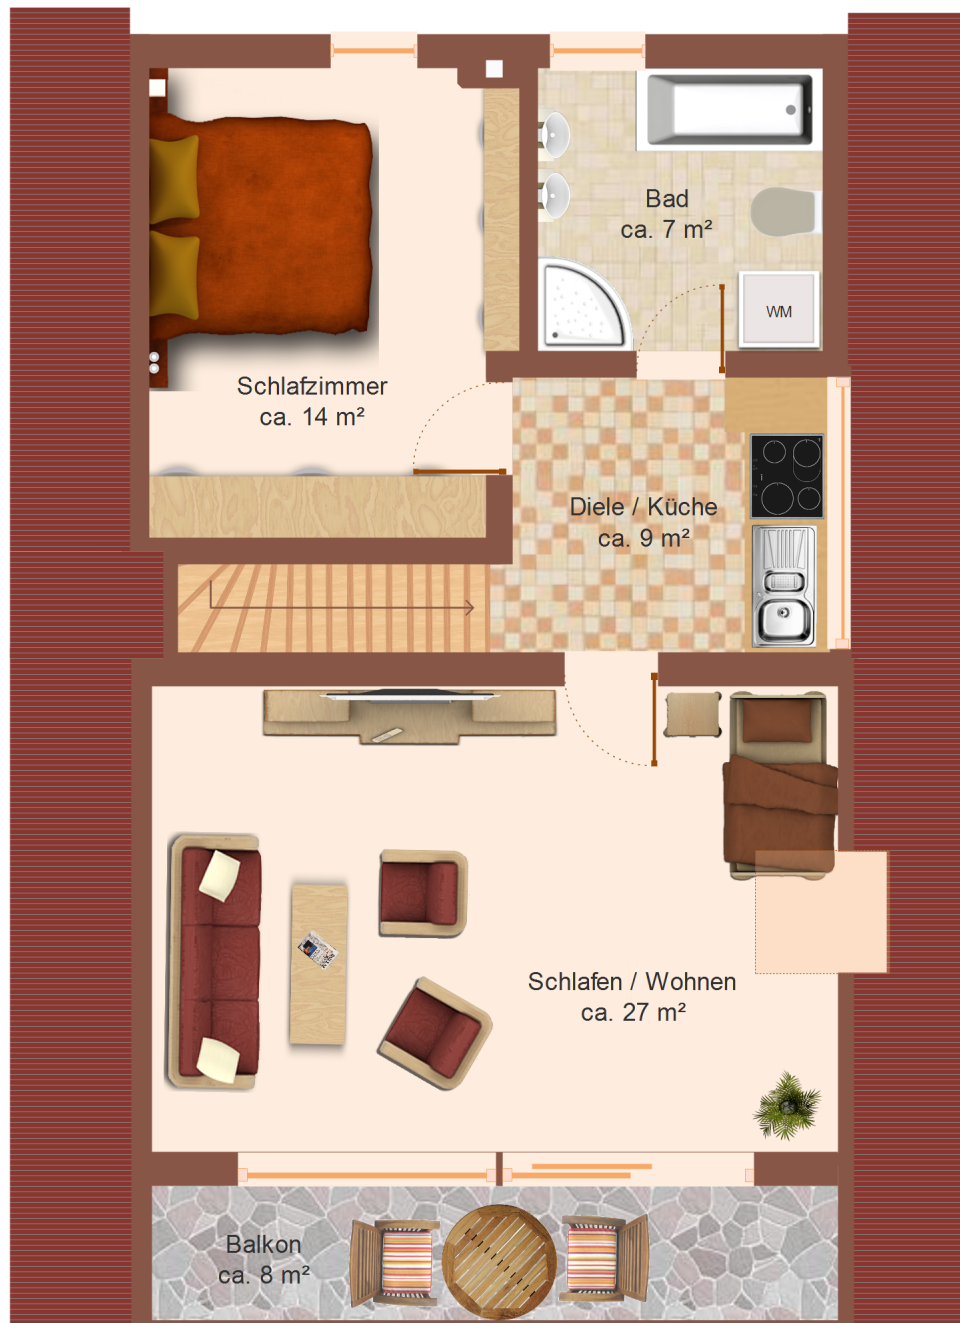 Bad
ca. 7 m²
WM
Schlafzimmer
ca. 14 m²
Diele / Küche
ca. 9 m²
Schlafen / Wohnen
ca. 27 m²
Balkon
ca. 8 m²